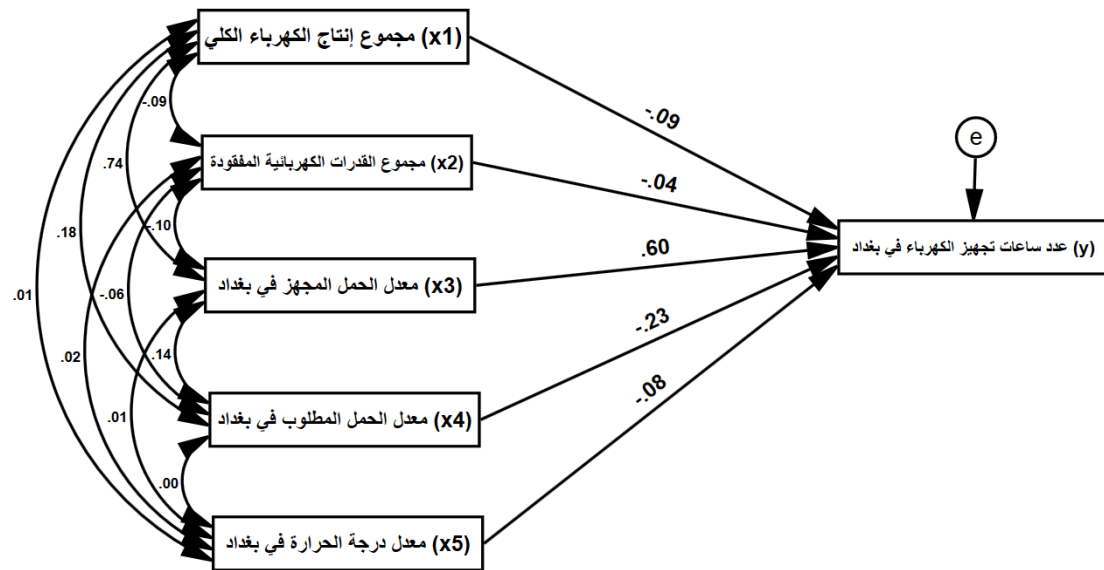 مجموع إنتاج الكهرباء الكلي (x1)
-.09
-.09
e
مجموع القدرات الكهربائية المفقودة (x2)
-.04
.74
عدد ساعات تجهيز الكهرباء في بغداد (y)
.18
-.10
.60
معدل الحمل المجهز في بغداد (x3)
.01
-.06
-.23
.02
.14
-.08
معدل الحمل المطلوب في بغداد (x4)
.01
.00
معدل درجة الحرارة في بغداد (x5)